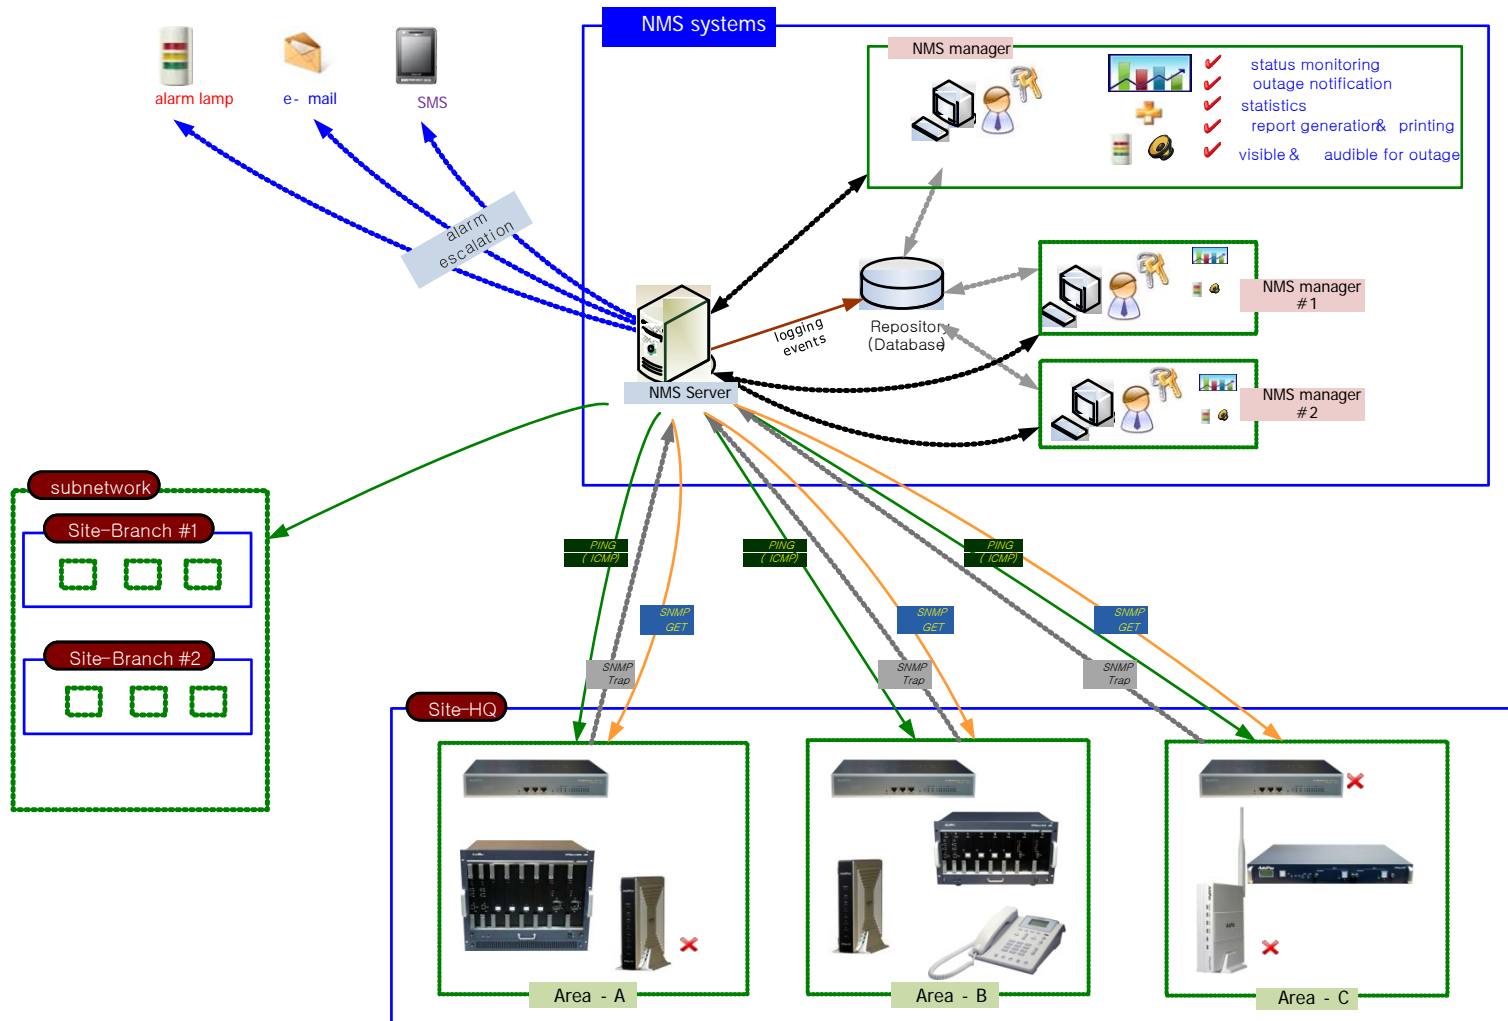 NMS systems
NMS manager
status monitoring
outage notification
statistics
report generation& printing
visible & audible for outage
alarm lamp
e- mail
SMS
alarm
escalation
NMS manager
#1
Repository
(Database)
logging
events
NMS Server
NMS manager
#2
subnetwork
Site-Branch #1
Site-Branch #2
PING
( ICMP)
PING
( ICMP)
PING
( ICMP)
SNMP
GET
SNMP
GET
SNMP
GET
SNMP
Trap
SNMP
Trap
SNMP
Trap
Site-HQ
Area - A
Area - B
Area - C